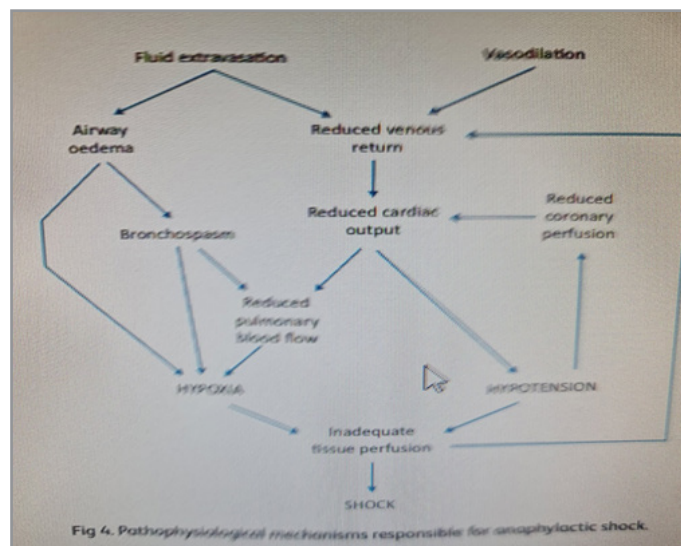 Fluid extravasation
Vasodilation
Airway
oedema
Reduced venous
return
Reduced cardiac
output
Reduced
coronary
perfusion
Bronchospasm
Reduced
pulmonary
blood flow
HYPOXIA
HYPOTENSION
Inadequate
tissue perfusion
SHOCK
Fig 4. Pathophysiological mechanisms responsible for anaphylactic shock.